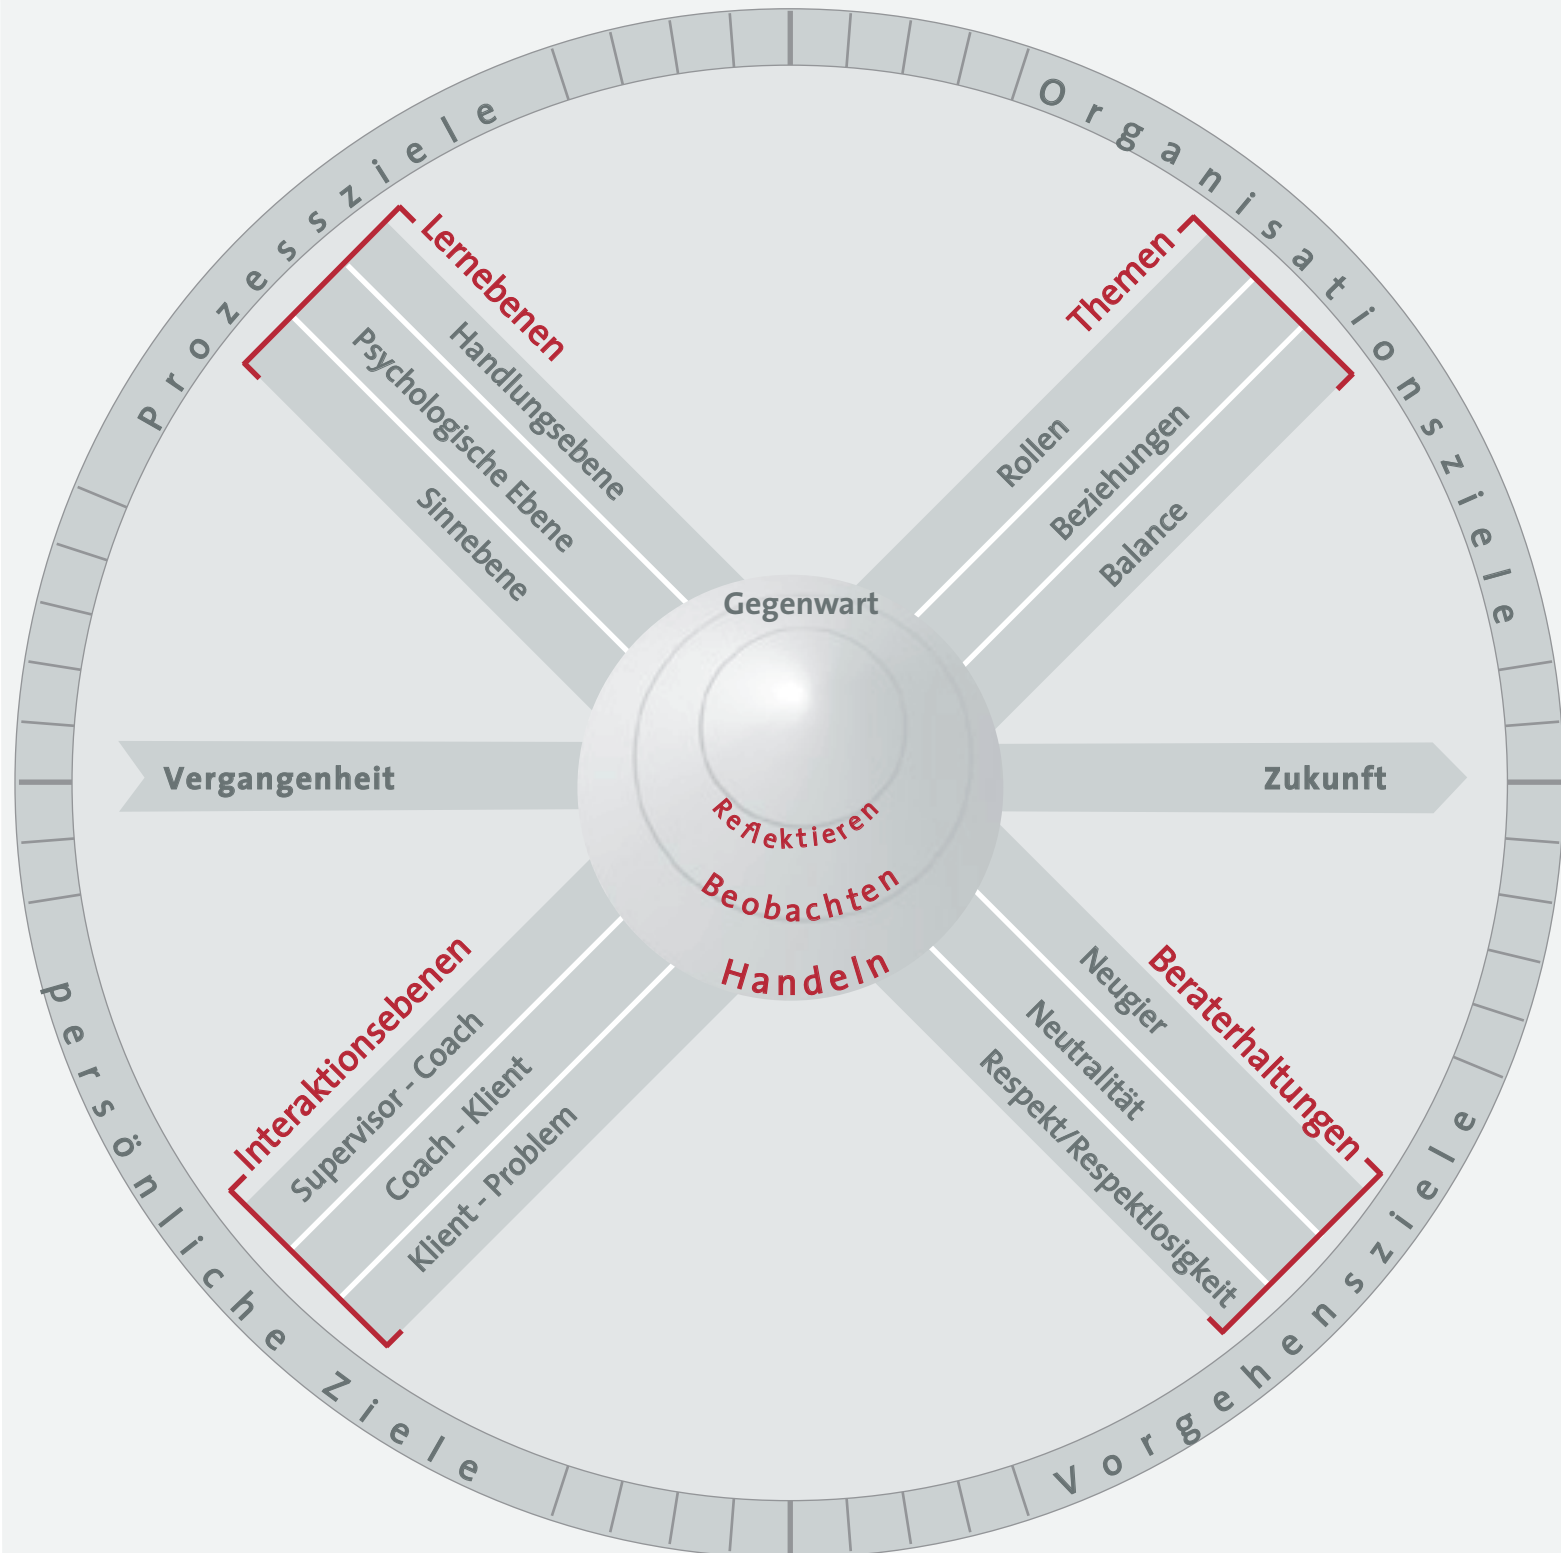 Prozessziele
Organisationsziele
Lernebenen
Handlungsebene
Psychologische Ebene
Sinnebene
Themen
Rollen
Beziehungen
Balance
Gegenwart
Vergangenheit
Zukunft
Reflektieren
Beobachten
Handeln
Interaktionsebenen
Supervisor - Coach
Coach - Klient
Klient - Problem
Beraterhaltungen
Neugier
Neutralität
Respekt/Respektlosigkeit
persönliche Ziele
Vorgehensziele